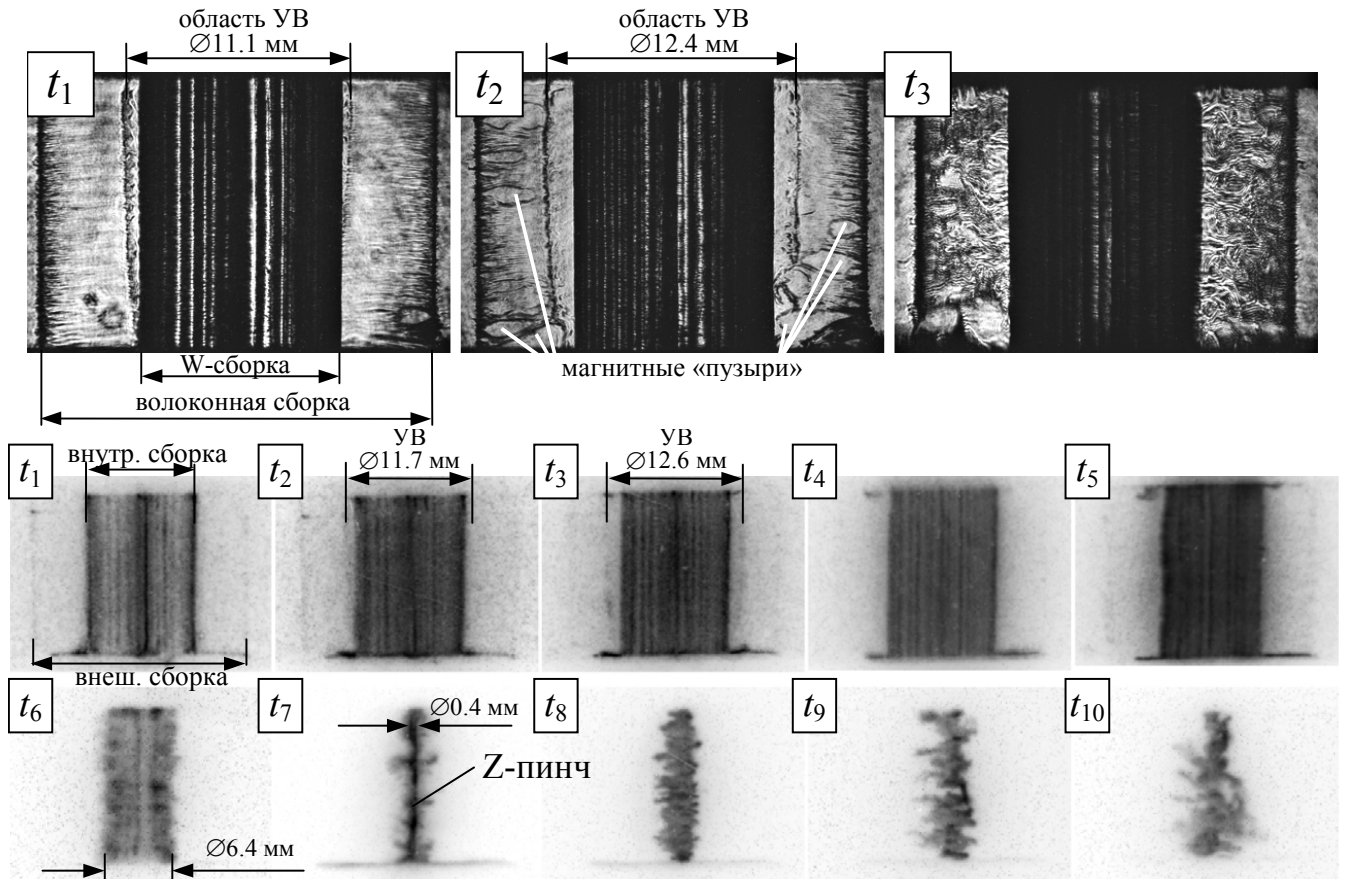 область УВ
∅11.1 мм
область УВ
∅12.4 мм
t1
t2
t3
W-сборка
волоконная сборка
магнитные «пузыри»
t1
внутр. сборка
t2
УВ
∅11.7 мм
t3
УВ
∅12.6 мм
t4
t5
внеш. сборка
t6
t7
∅0.4 мм
t8
t9
t10
Z-пинч
∅6.4 мм